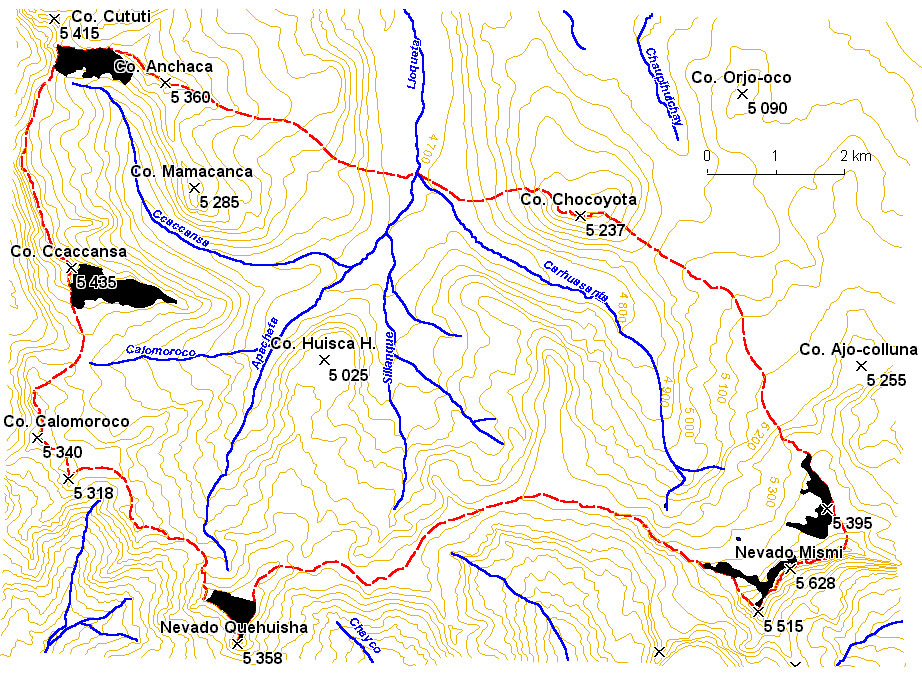 Co. Cututi
5 415
Co. Anchaca
5 360
Lloqueta
Chaupihuichay
Co. Orjo-oco
5 090
0 1 2 km
4 700
Co. Mamacanca
5 285
Ccaccansa
Co. Chocoyota
5 237
Co. Ccaccansa
5 435
Carhuasanta
4 800
Calomoroco
Apacheta
Co. Huisca H.
5 025
Sillanque
Co. Ajo-colluna
5 255
4 900
5 000
5 100
5 200
5 300
Co. Calomoroco
5 340
5 318
5 395
Nevado Mismi
5 628
5 515
Nevado Quehuisha
5 358
Chayco